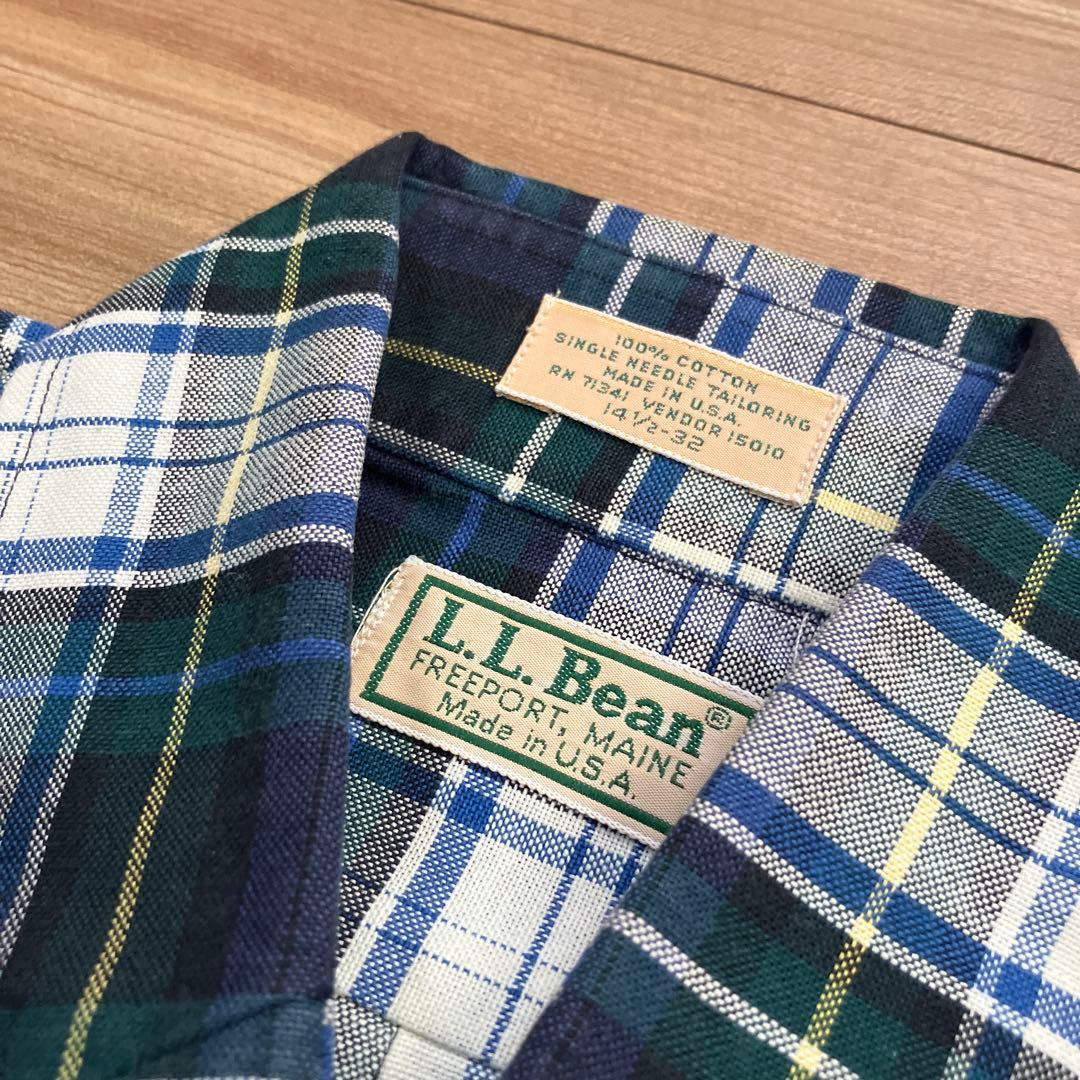 100% COTTON
SINGLE NEEDLE TAILORING
MADE IN U.S.A.
RN 71341 VENDOR 15010
14 1/2-32
L.L.Bean®
FREEPORT, MAINE
Made in U.S.A.